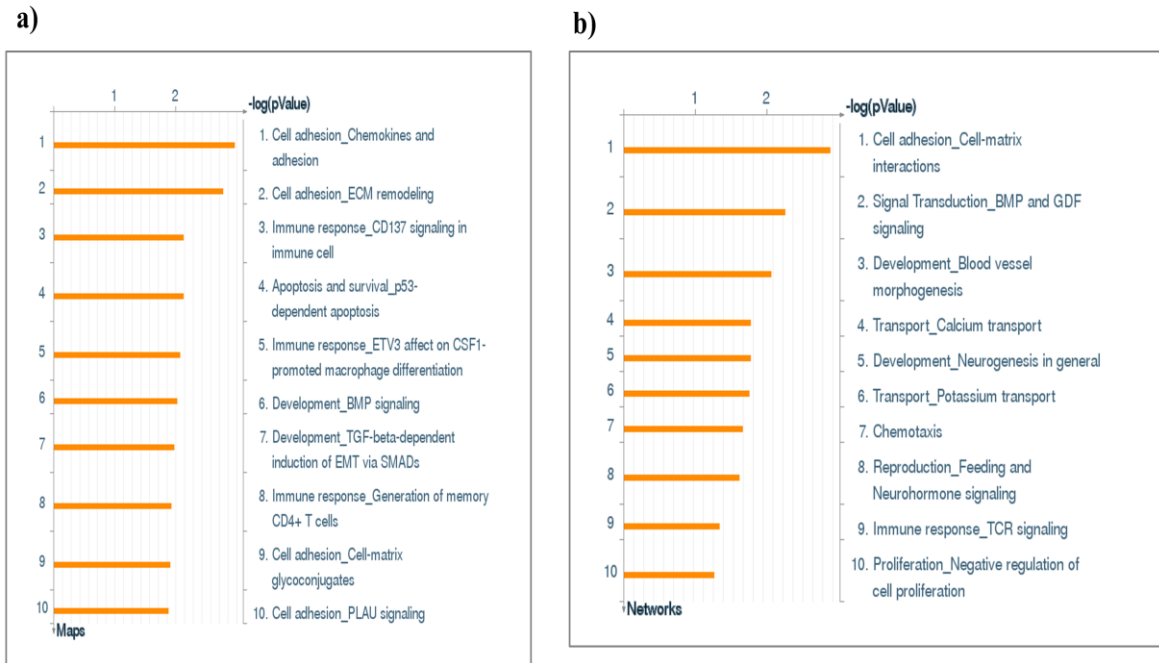 a)
1 2
-log(pValue)
1
2
3
4
5
6
7
8
9
10
1. Cell adhesion_Chemokines and
adhesion
2. Cell adhesion_ECM remodeling
3. Immune response_CD137 signaling in
immune cell
4. Apoptosis and survival_p53-
dependent apoptosis
5. Immune response_ETV3 affect on CSF1-
promoted macrophage differentiation
6. Development_BMP signaling
7. Development_TGF-beta-dependent
induction of EMT via SMADs
8. Immune response_Generation of memory
CD4+ T cells
9. Cell adhesion_Cell-matrix
glycoconjugates
10. Cell adhesion_PLAU signaling
Maps
b)
1 2
-log(pValue)
1
2
3
4
5
6
7
8
9
10
1. Cell adhesion_Cell-matrix
interactions
2. Signal Transduction_BMP and GDF
signaling
3. Development_Blood vessel
morphogenesis
4. Transport_Calcium transport
5. Development_Neurogenesis in general
6. Transport_Potassium transport
7. Chemotaxis
8. Reproduction_Feeding and
Neurohormone signaling
9. Immune response_TCR signaling
10. Proliferation_Negative regulation of
cell proliferation
Networks